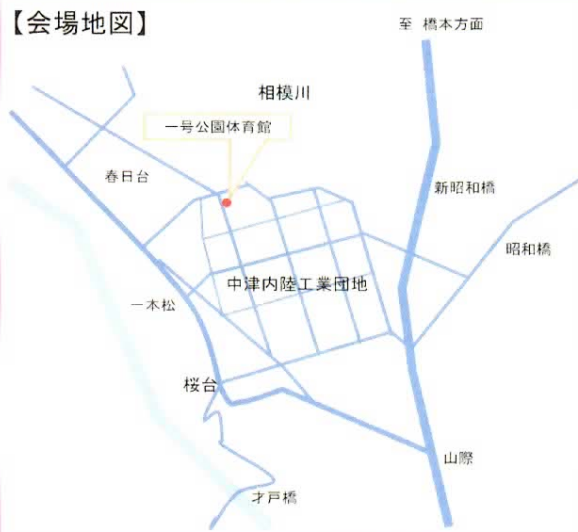 【会場地図】
至 橋本方面
相模川
一号公園体育館
春日台
新昭和橋
昭和橋
中津内陸工業団地
一本松
桜台
山際
才戸橋